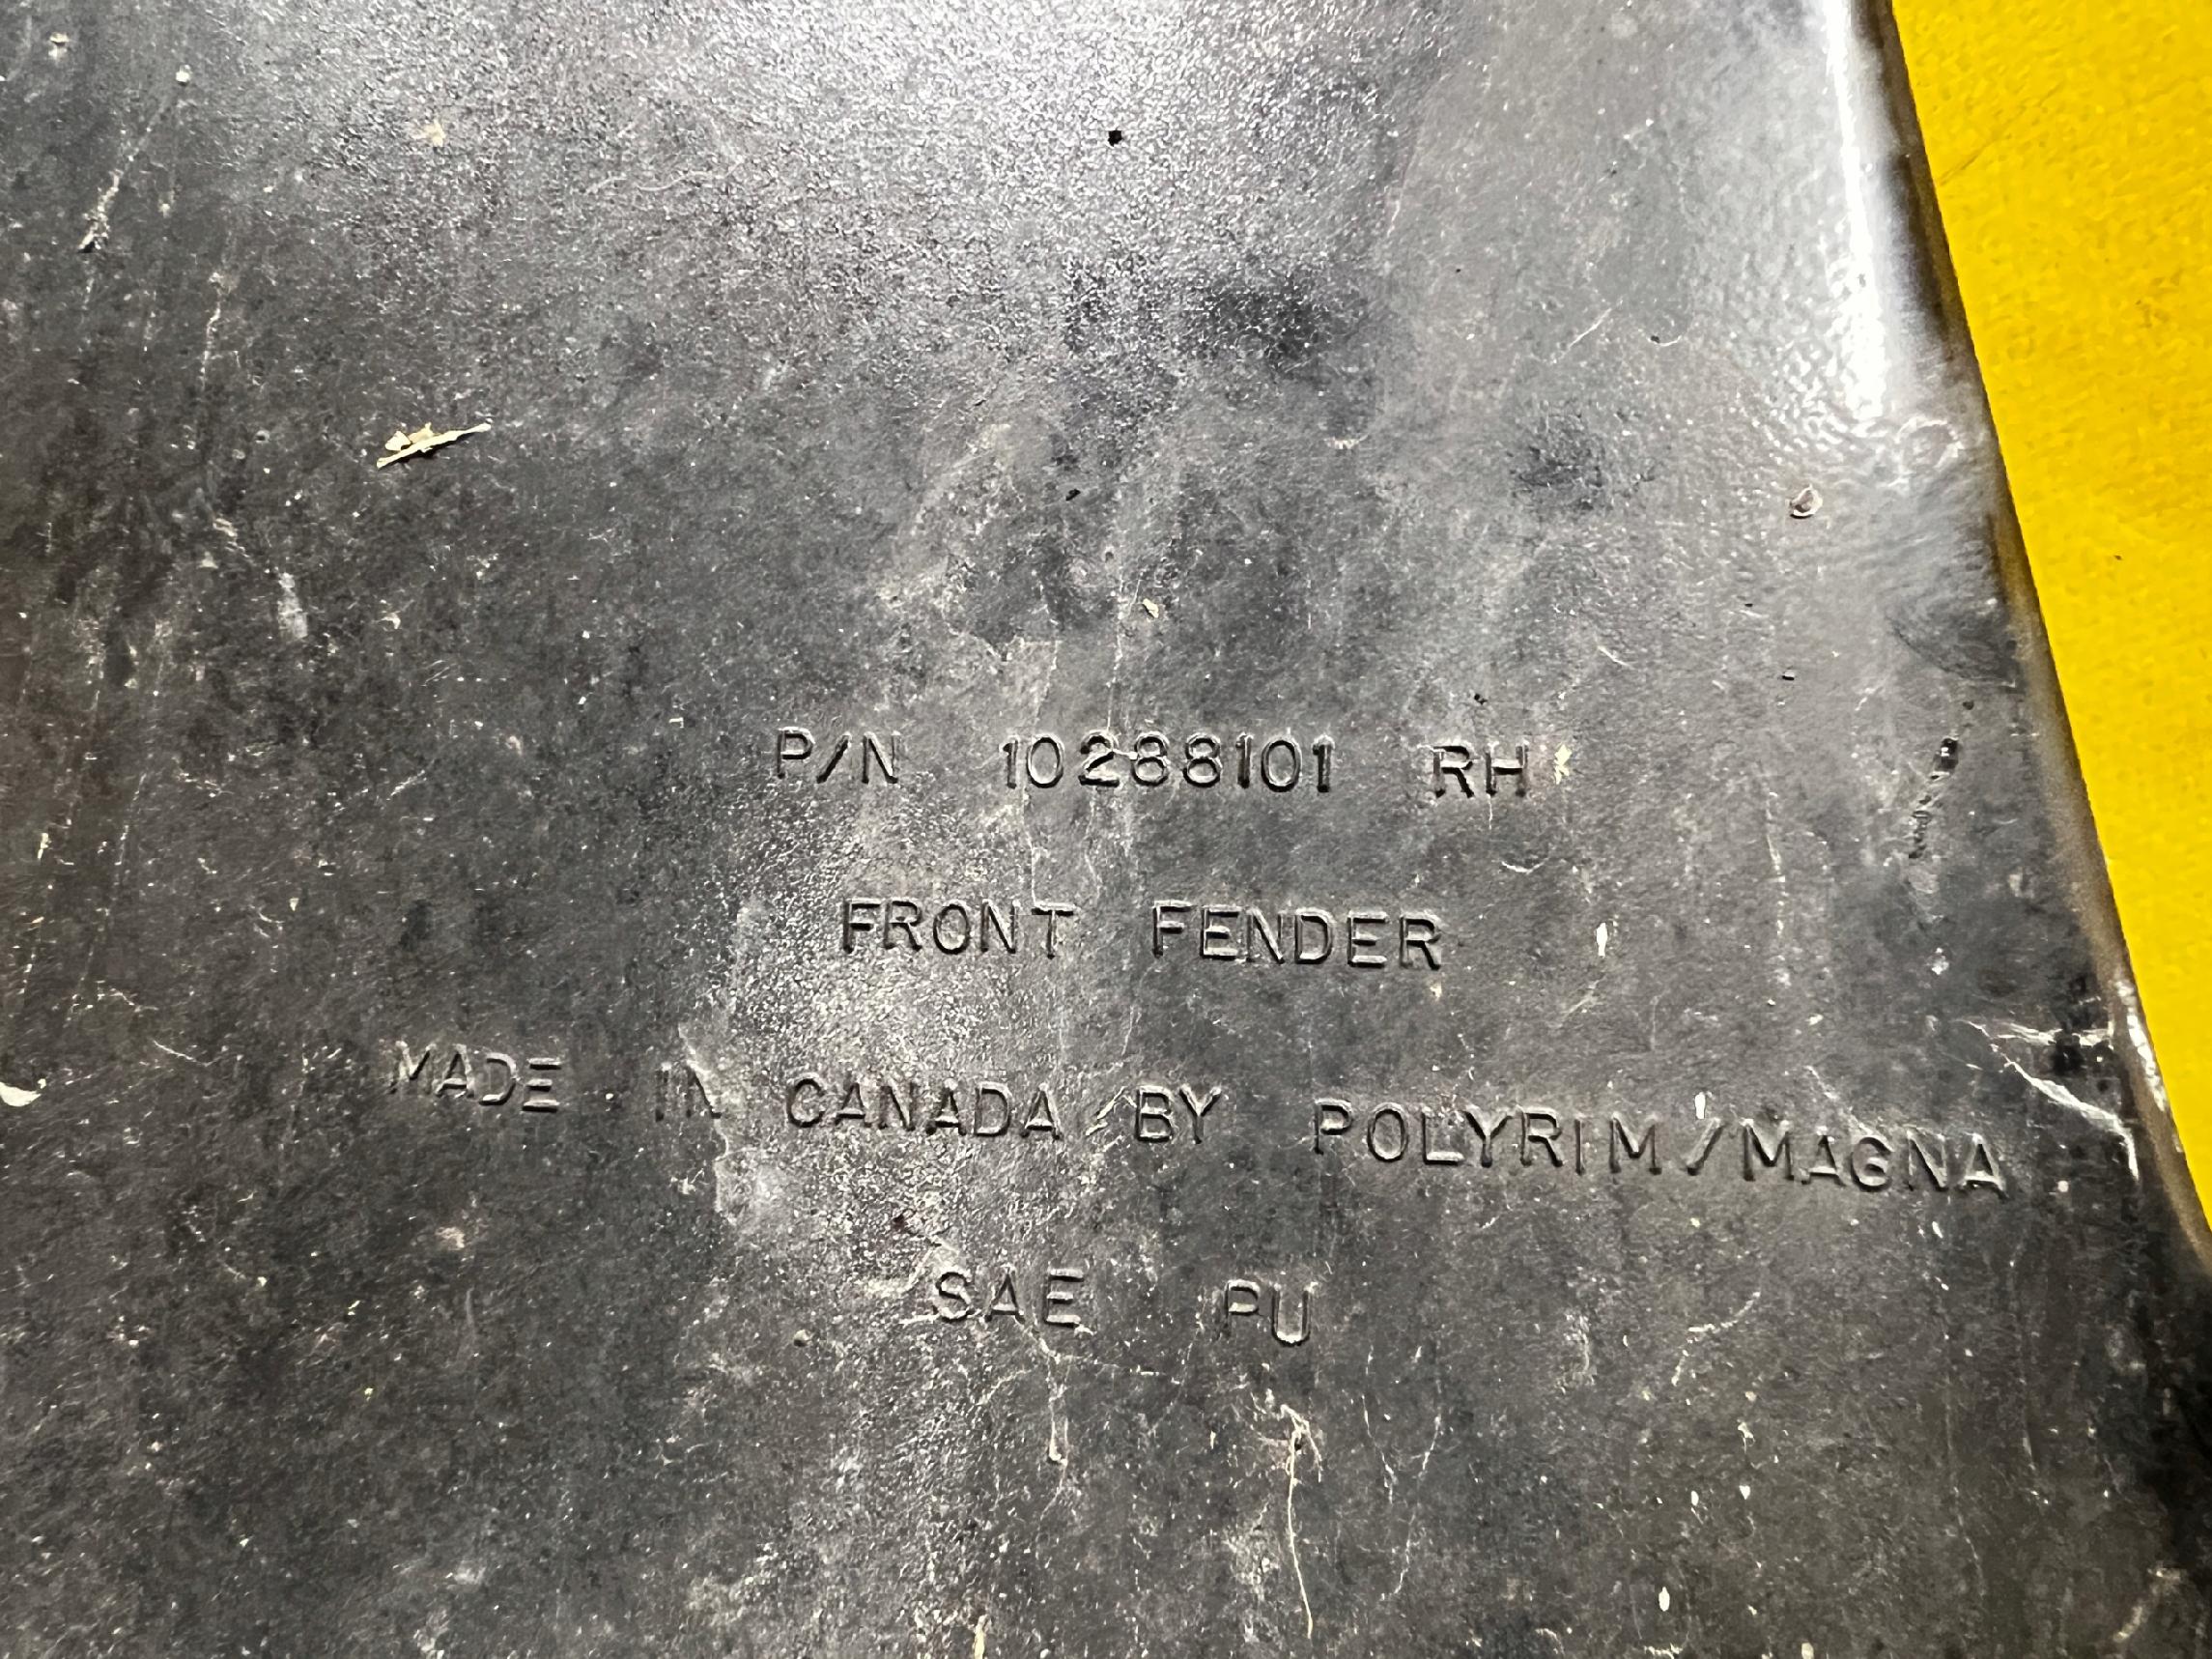 P/N 10288101 RH
FRONT FENDER
MADE IN CANADA BY POLYRIM/MAGNA
SAE PU